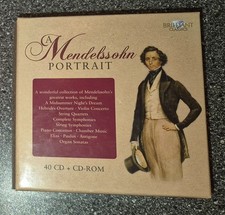 BRILLIANT
CLASSICS
A
Mendelssohn
PORTRAIT
A wonderful collection of Mendelssohn's
greatest works, including
A Midsummer Night's Dream
Hebrides Overture · Violin Concerto
String Quartets
Complete Symphonies
String Symphonies
Piano Concertos · Chamber Music
Elias · Paulus · Antigone
Organ Sonatas
40 CD + CD-ROM